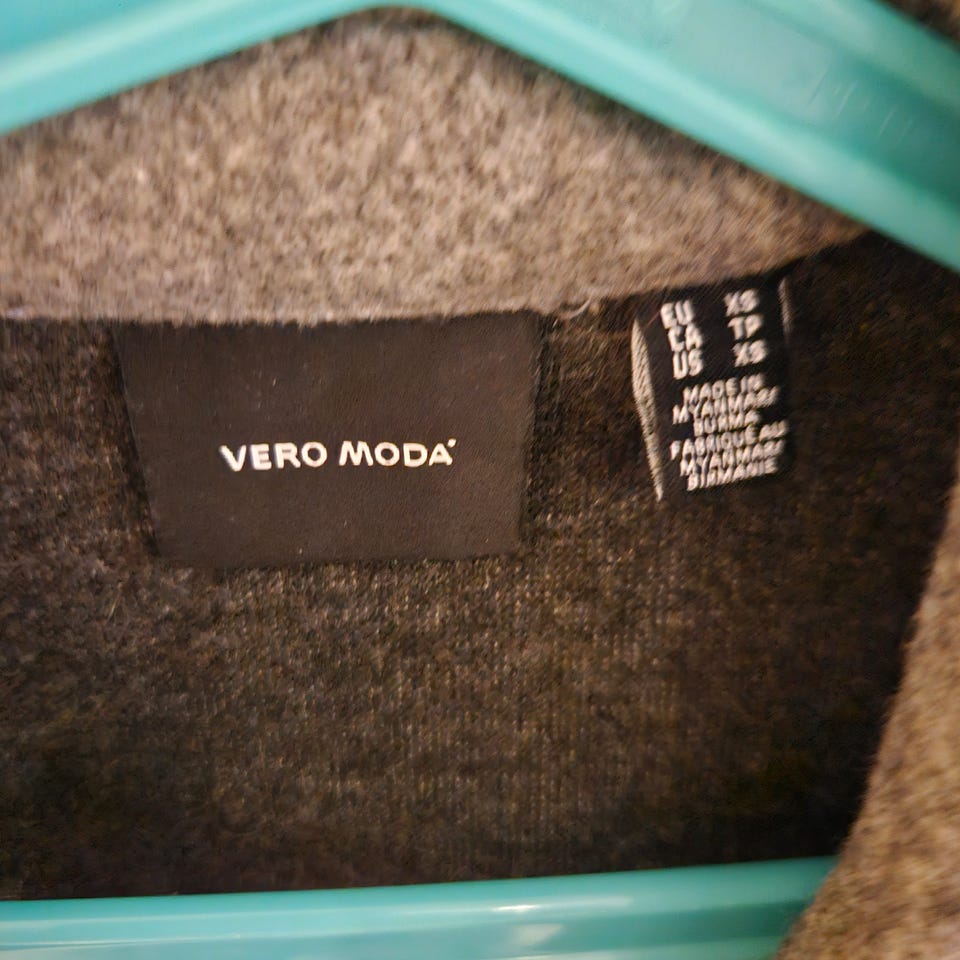 VERO MODA
EU XS
CA TP
US XS
MADE IN
MYANMAR/
BURMA
FABRIQUÉ AU
MYANMAR/
BIRMANIE